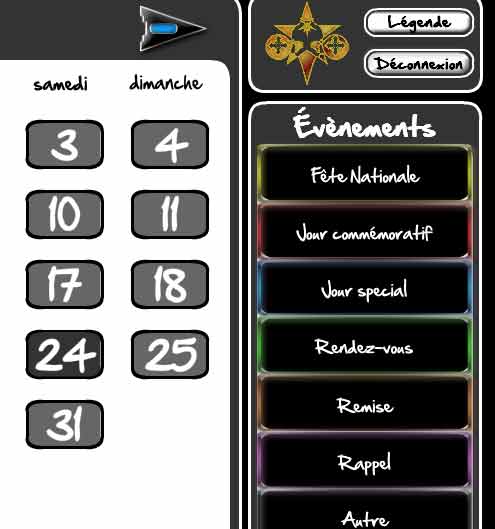 samedi dimanche
3 4
10 11
17 18
24 25
31
Légende
Déconnexion
Évènements
Fête Nationale
Jour commémoratif
Jour special
Rendez-vous
Remise
Rappel
Autre